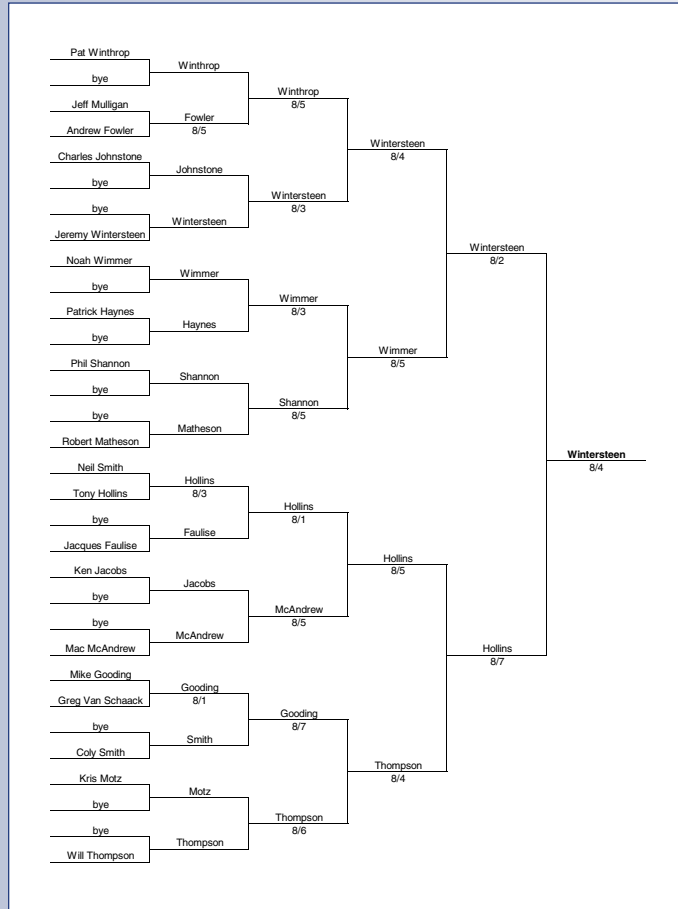 Pat Winthrop
bye
Jeff Mulligan
Andrew Fowler
Charles Johnstone
bye
bye
Jeremy Wintersteen
Noah Wimmer
bye
Patrick Haynes
bye
Phil Shannon
bye
bye
Robert Matheson
Neil Smith
Tony Hollins
bye
Jacques Faulise
Ken Jacobs
bye
bye
Mac McAndrew
Mike Gooding
Greg Van Schaack
bye
Coly Smith
Kris Motz
bye
bye
Will Thompson
Winthrop
Fowler
8/5
Johnstone
Wintersteen
Wimmer
Haynes
Shannon
Matheson
Hollins
8/3
Faulise
Jacobs
McAndrew
Gooding
8/1
Smith
Motz
Thompson
Winthrop
8/5
Wintersteen
8/3
Wimmer
8/3
Shannon
8/5
Hollins
8/1
McAndrew
8/5
Gooding
8/7
Thompson
8/6
Wintersteen
8/4
Wimmer
8/5
Hollins
8/5
Thompson
8/4
Wintersteen
8/2
Hollins
8/7
Wintersteen
8/4